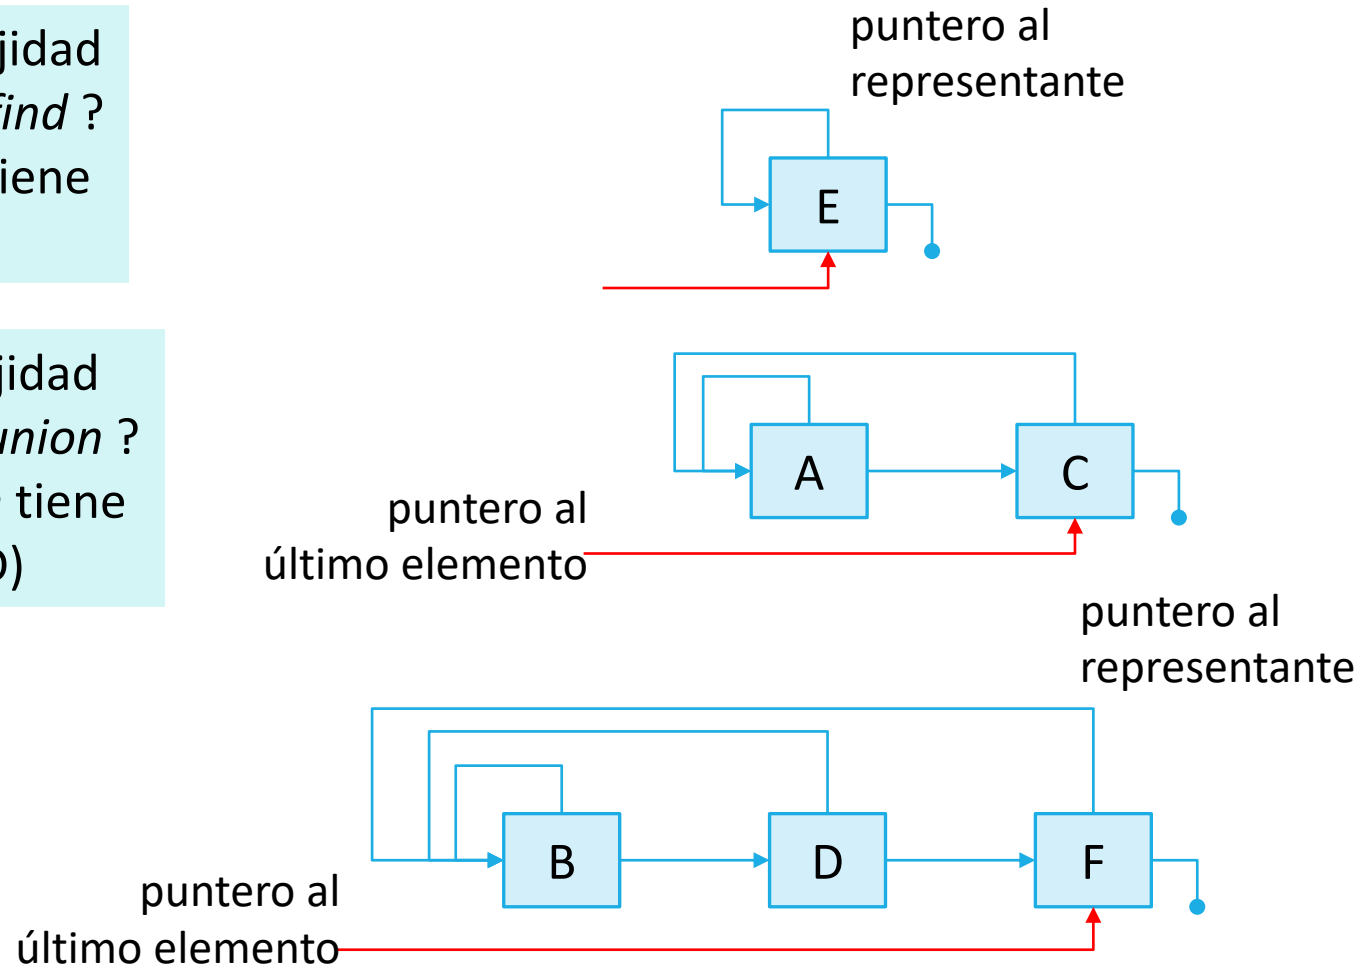 jidad
find ?
tiene
puntero al
representante
E
jidad
union ?
tiene
)
A
C
puntero al
último elemento
puntero al
representante
B
D
F
puntero al
último elemento